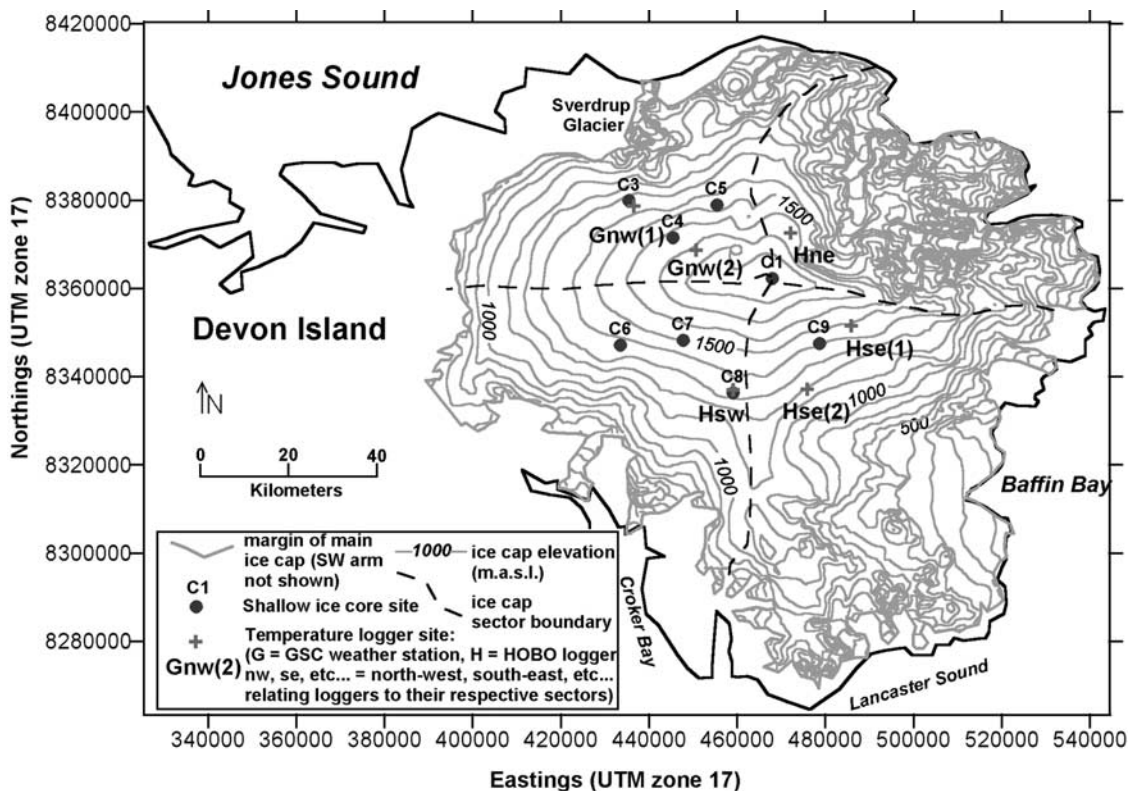 8420000
Jones Sound
8400000
Sverdrup
Glacier
8380000
C3
C5
1500
C4
Gnw(1)
Hne
Gnw(2)
C1
8360000
Devon Island
1000
C6
C7
C9
1500
Hse(1)
8340000
C8
1000
N
Hsw
Hse(2)
500
0 20 40
Kilometers
8320000
1000
Baffin Bay
8300000
margin of main
ice cap (SW arm
not shown)
1000
ice cap elevation
(m.a.s.l.)
C1
Shallow ice core site
ice cap
sector boundary
Temperature logger site:
(G = GSC weather station, H = HOBO logger
nw, se, etc... = north-west, south-east, etc...
relating loggers to their respective sectors)
Gnw(2)
Croker Bay
8280000
Lancaster Sound
340000 360000 380000 400000 420000 440000 460000 480000 500000 520000 540000
Eastings (UTM zone 17)
Northings (UTM zone 17)